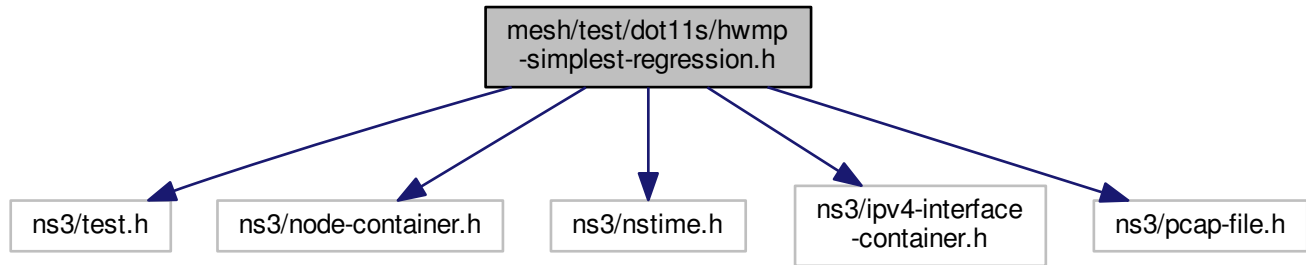 mesh/test/dot11s/hwmp
-simplest-regression.h
ns3/test.h
ns3/node-container.h
ns3/nstime.h
ns3/ipv4-interface
-container.h
ns3/pcap-file.h